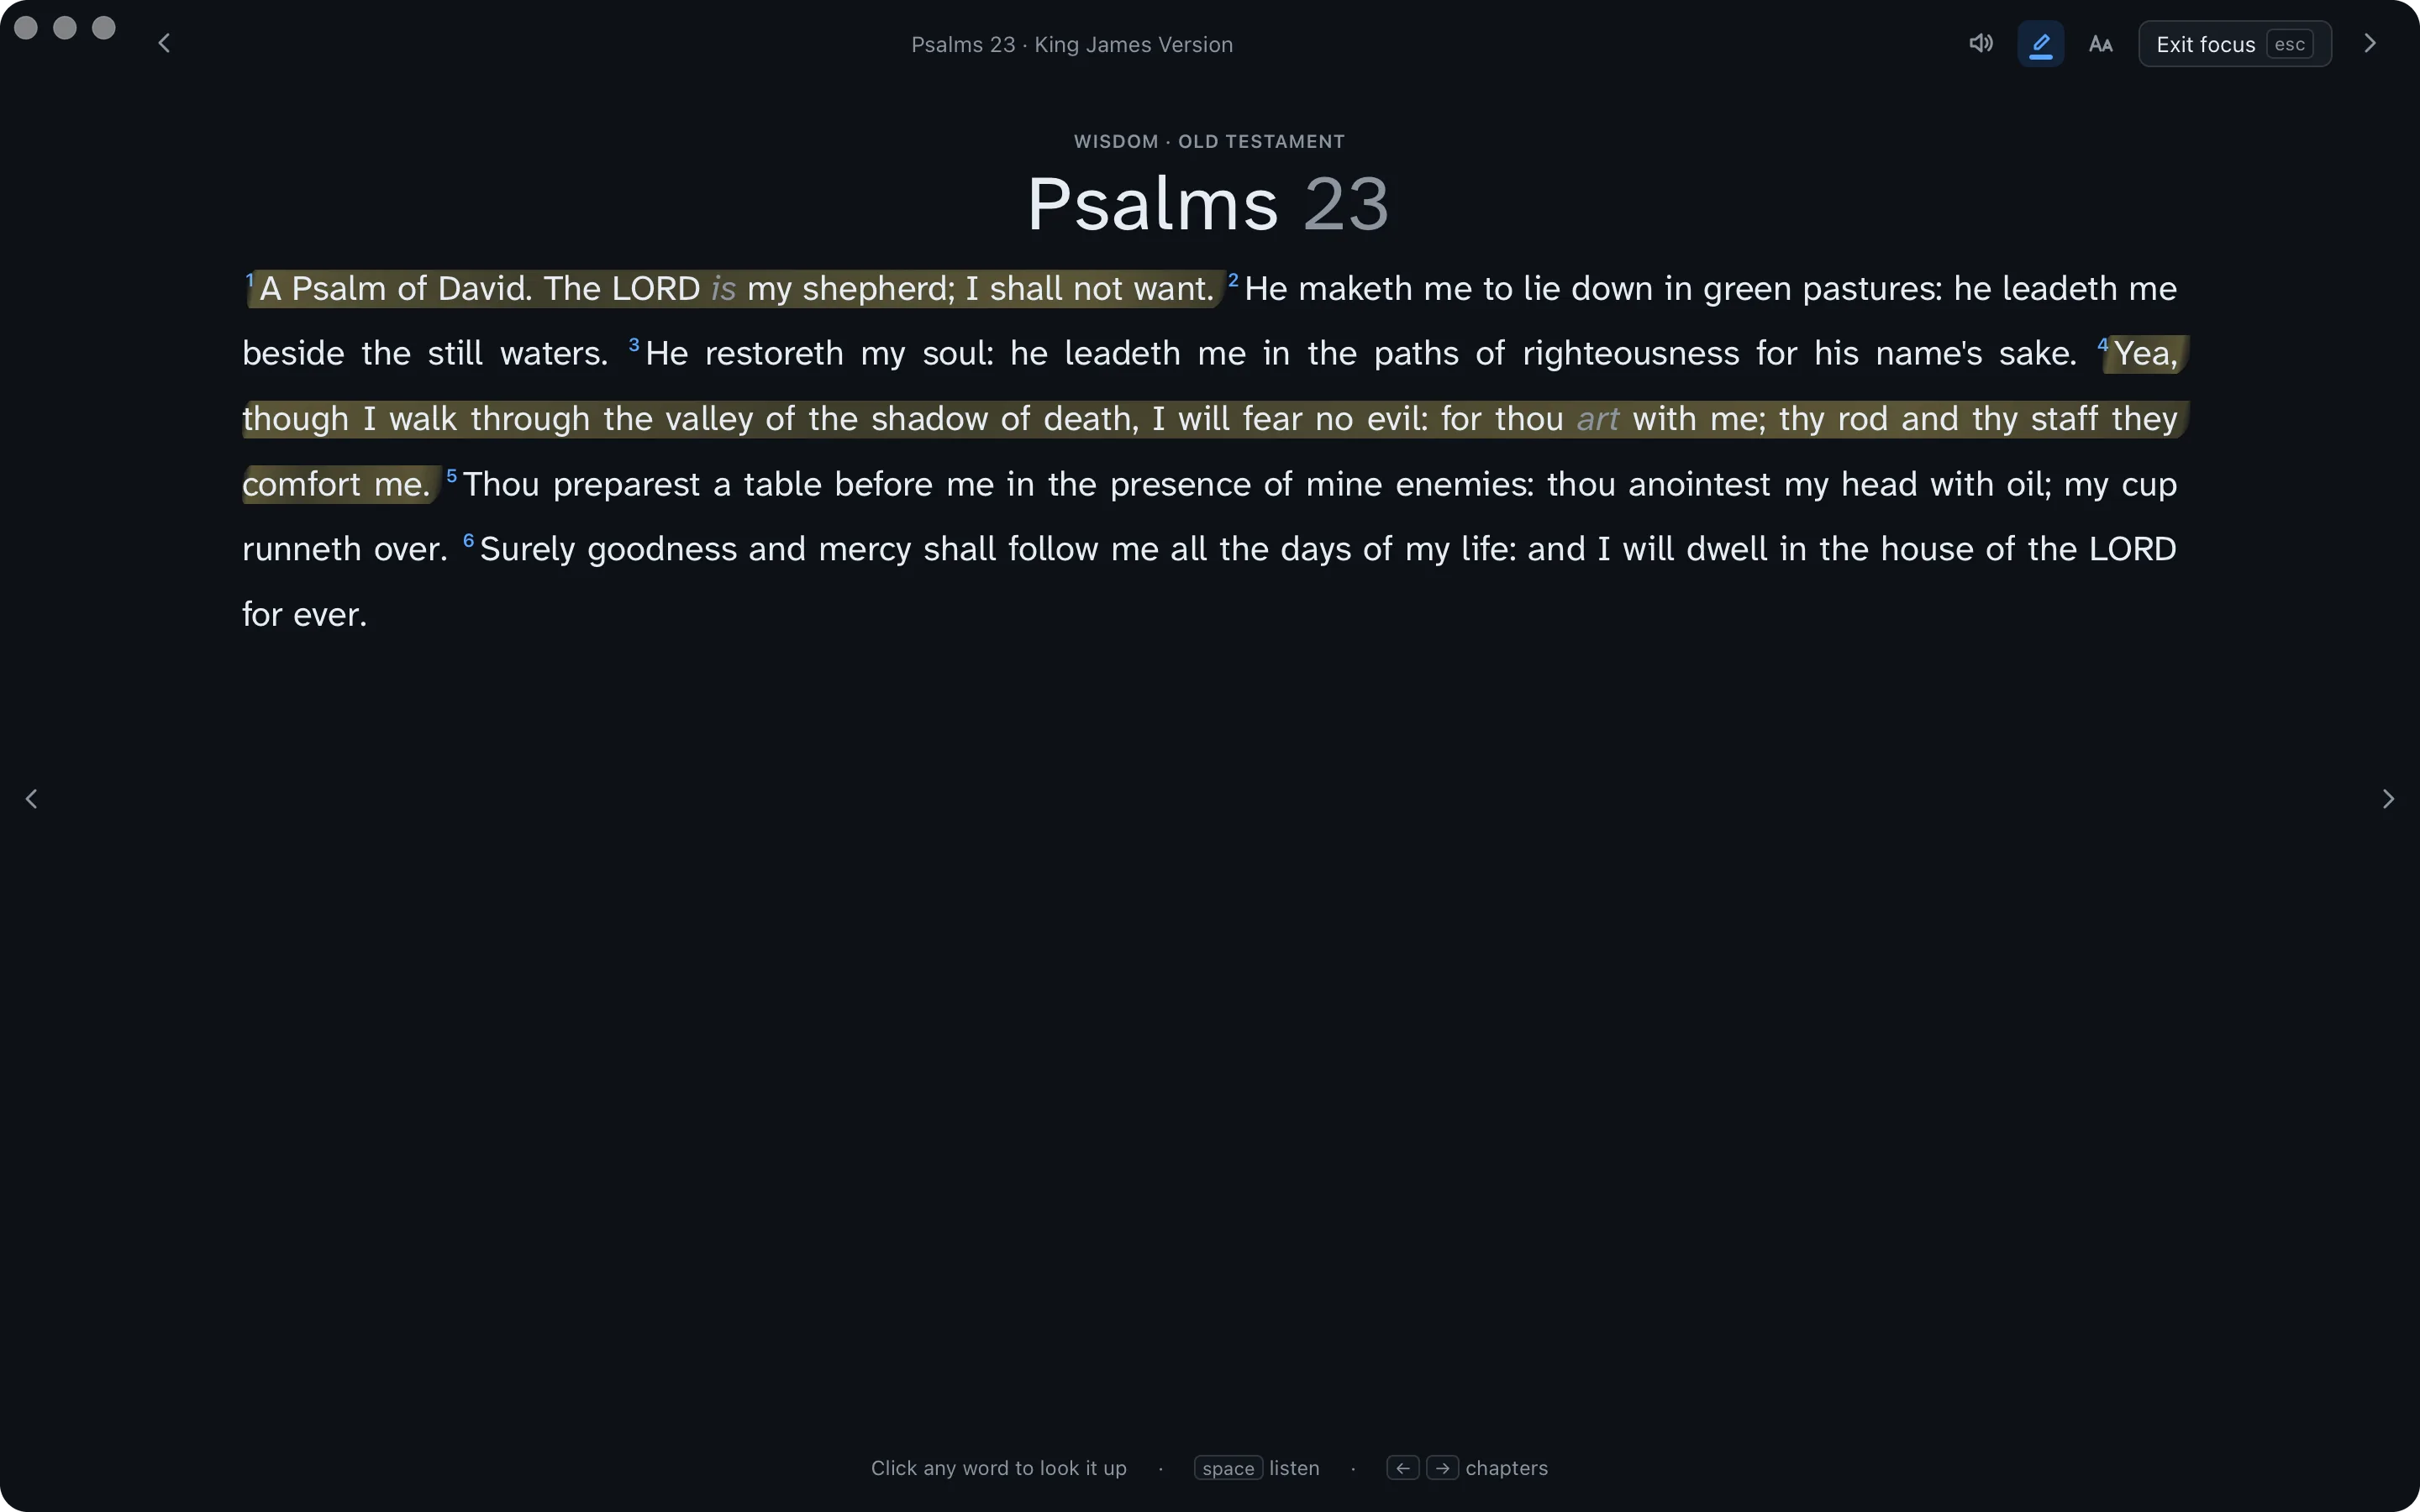 Psalms 23 · King James Version
Exit focus esc
WISDOM · OLD TESTAMENT
Psalms 23
1 A Psalm of David. The LORD is my shepherd; I shall not want. 2 He maketh me to lie down in green pastures: he leadeth me
beside the still waters. 3 He restoreth my soul: he leadeth me in the paths of righteousness for his name's sake. 4 Yea,
though I walk through the valley of the shadow of death, I will fear no evil: for thou art with me; thy rod and thy staff they
comfort me. 5 Thou preparest a table before me in the presence of mine enemies: thou anointest my head with oil; my cup
runneth over. 6 Surely goodness and mercy shall follow me all the days of my life: and I will dwell in the house of the LORD
for ever.
Click any word to look it up · space listen · ← → chapters